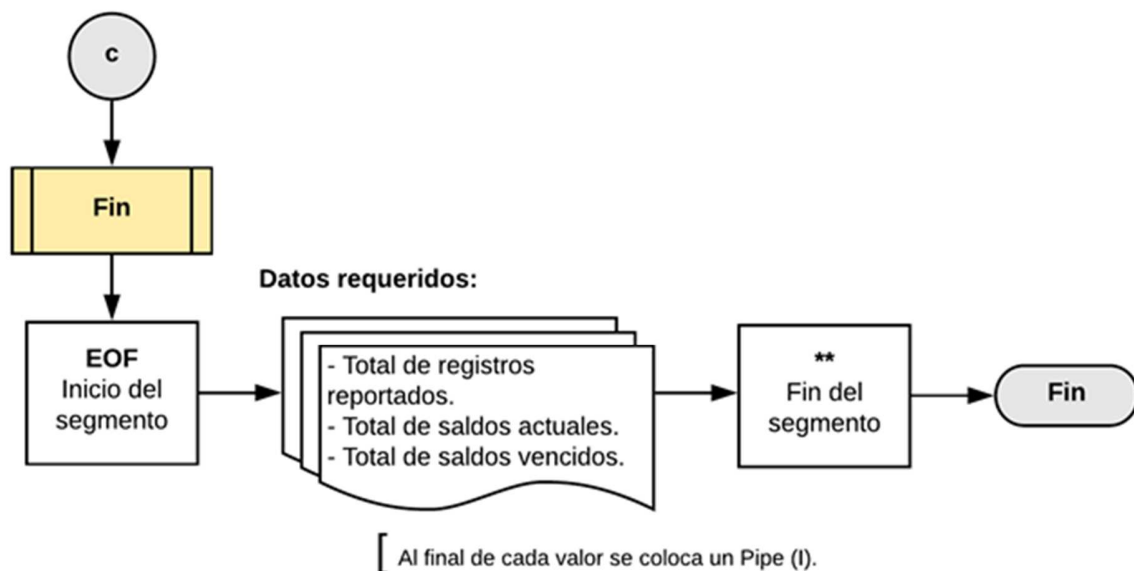 c
Fin
Datos requeridos:
EOF
Inicio del
segmento
- Total de registros
reportados.
- Total de saldos actuales.
- Total de saldos vencidos.
**
Fin del
segmento
Fin
Al final de cada valor se coloca un Pipe (I).